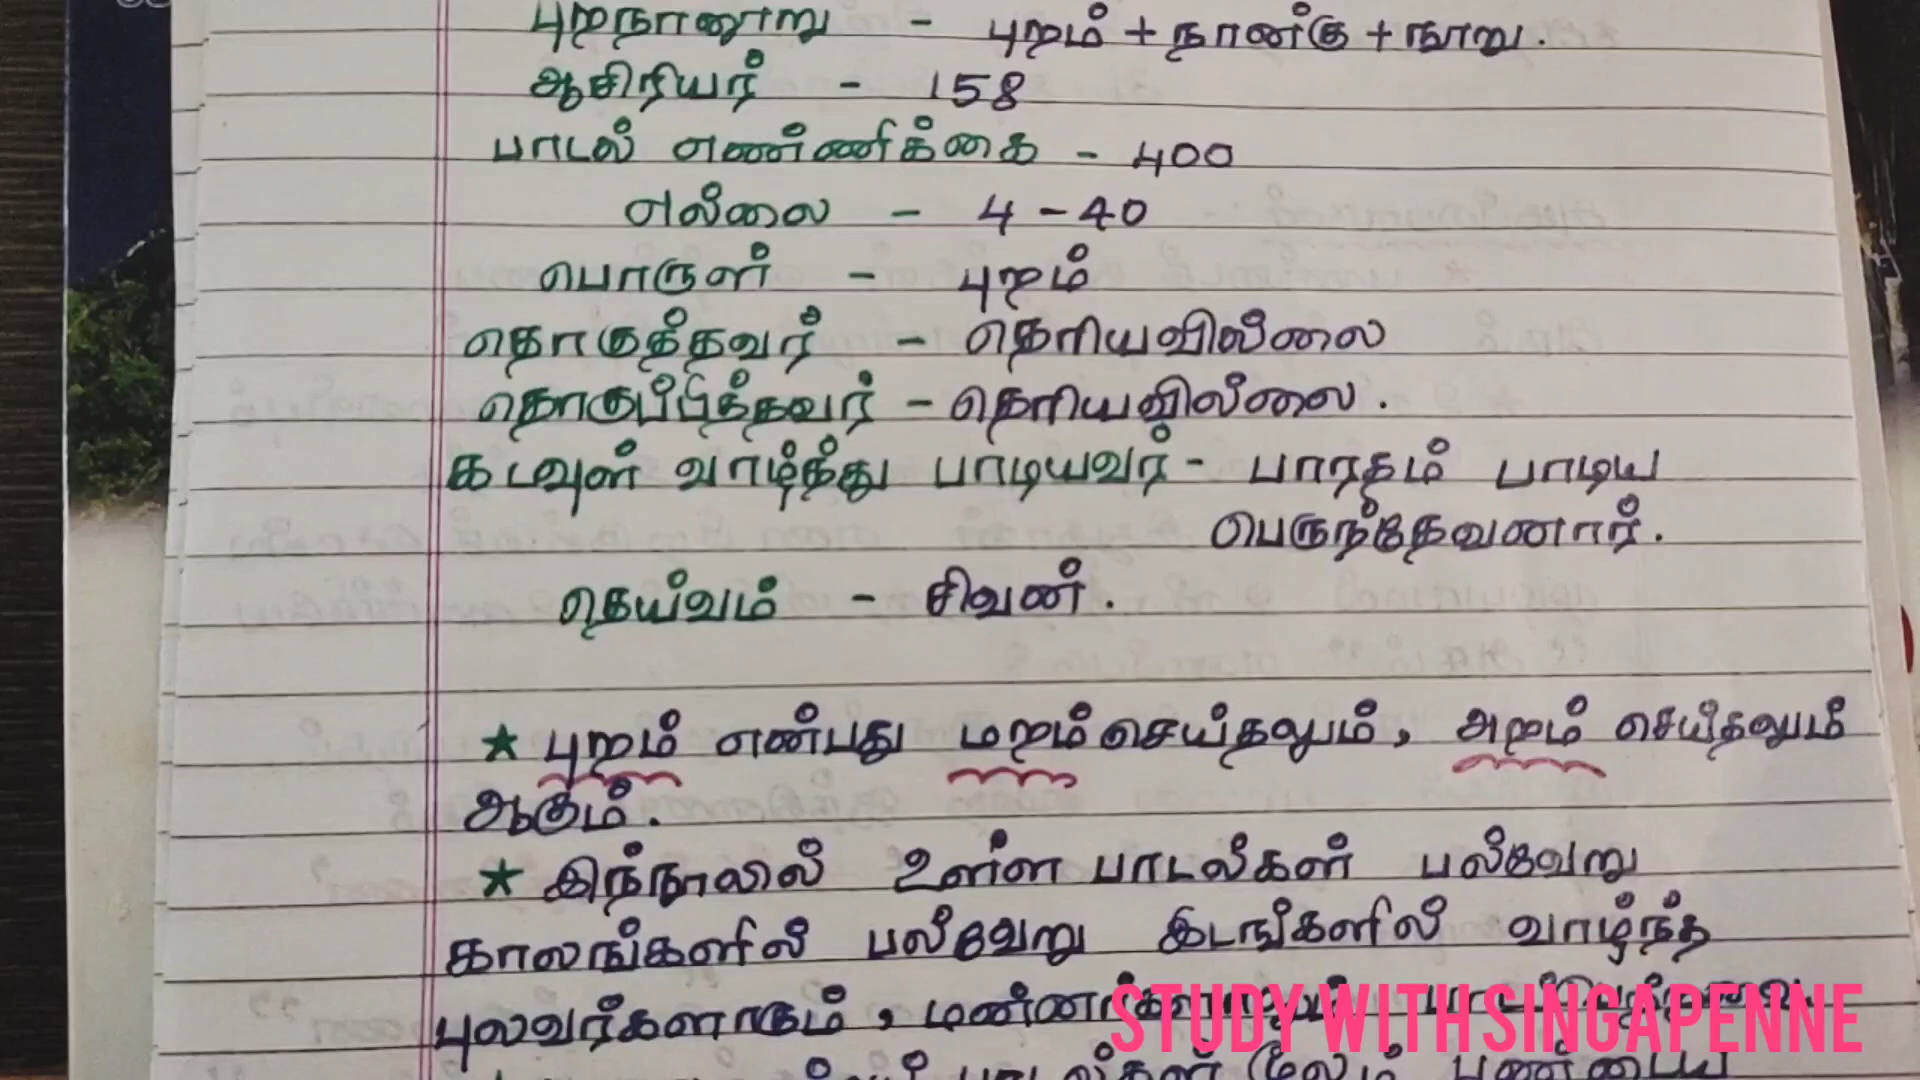 புறநானூறு - புறம் + நான்கு + நூறு.
ஆசிரியர் - 158
பாடல் எண்ணிக்கை - 400
எல்லை - 4 - 40
பொருள் - புறம்
தொகுத்தவர் - தெரியவில்லை
தொகுப்பித்தவர் - தெரியவில்லை.
கடவுள் வாழ்த்து பாடியவர் - பாரதம் பாடிய
பெருந்தேவனார்.
தெய்வம் - சிவன்.
★ புறம் என்பது மறம் செய்தலும், அறம் செய்தலும்
ஆகும்.
★ இந்நூலில் உள்ள பாடல்கள் பல்வேறு
காலங்களில் பல்வேறு இடங்களில் வாழ்ந்த
புலவர்களாகும், மன்னர்களாலும்
STUDY WITH SINGAPENNE